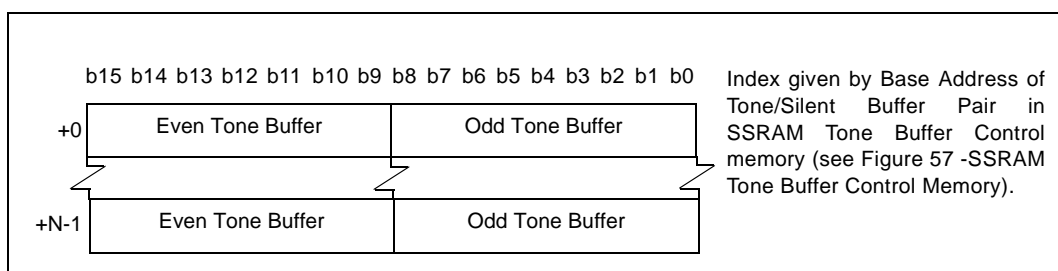 b15 b14 b13 b12 b11 b10 b9 b8 b7 b6 b5 b4 b3 b2 b1 b0
+0 Even Tone Buffer Odd Tone Buffer
+N-1 Even Tone Buffer Odd Tone Buffer
Index given by Base Address of
Tone/Silent Buffer Pair in
SSRAM Tone Buffer Control
memory (see Figure 57 -SSRAM
Tone Buffer Control Memory).